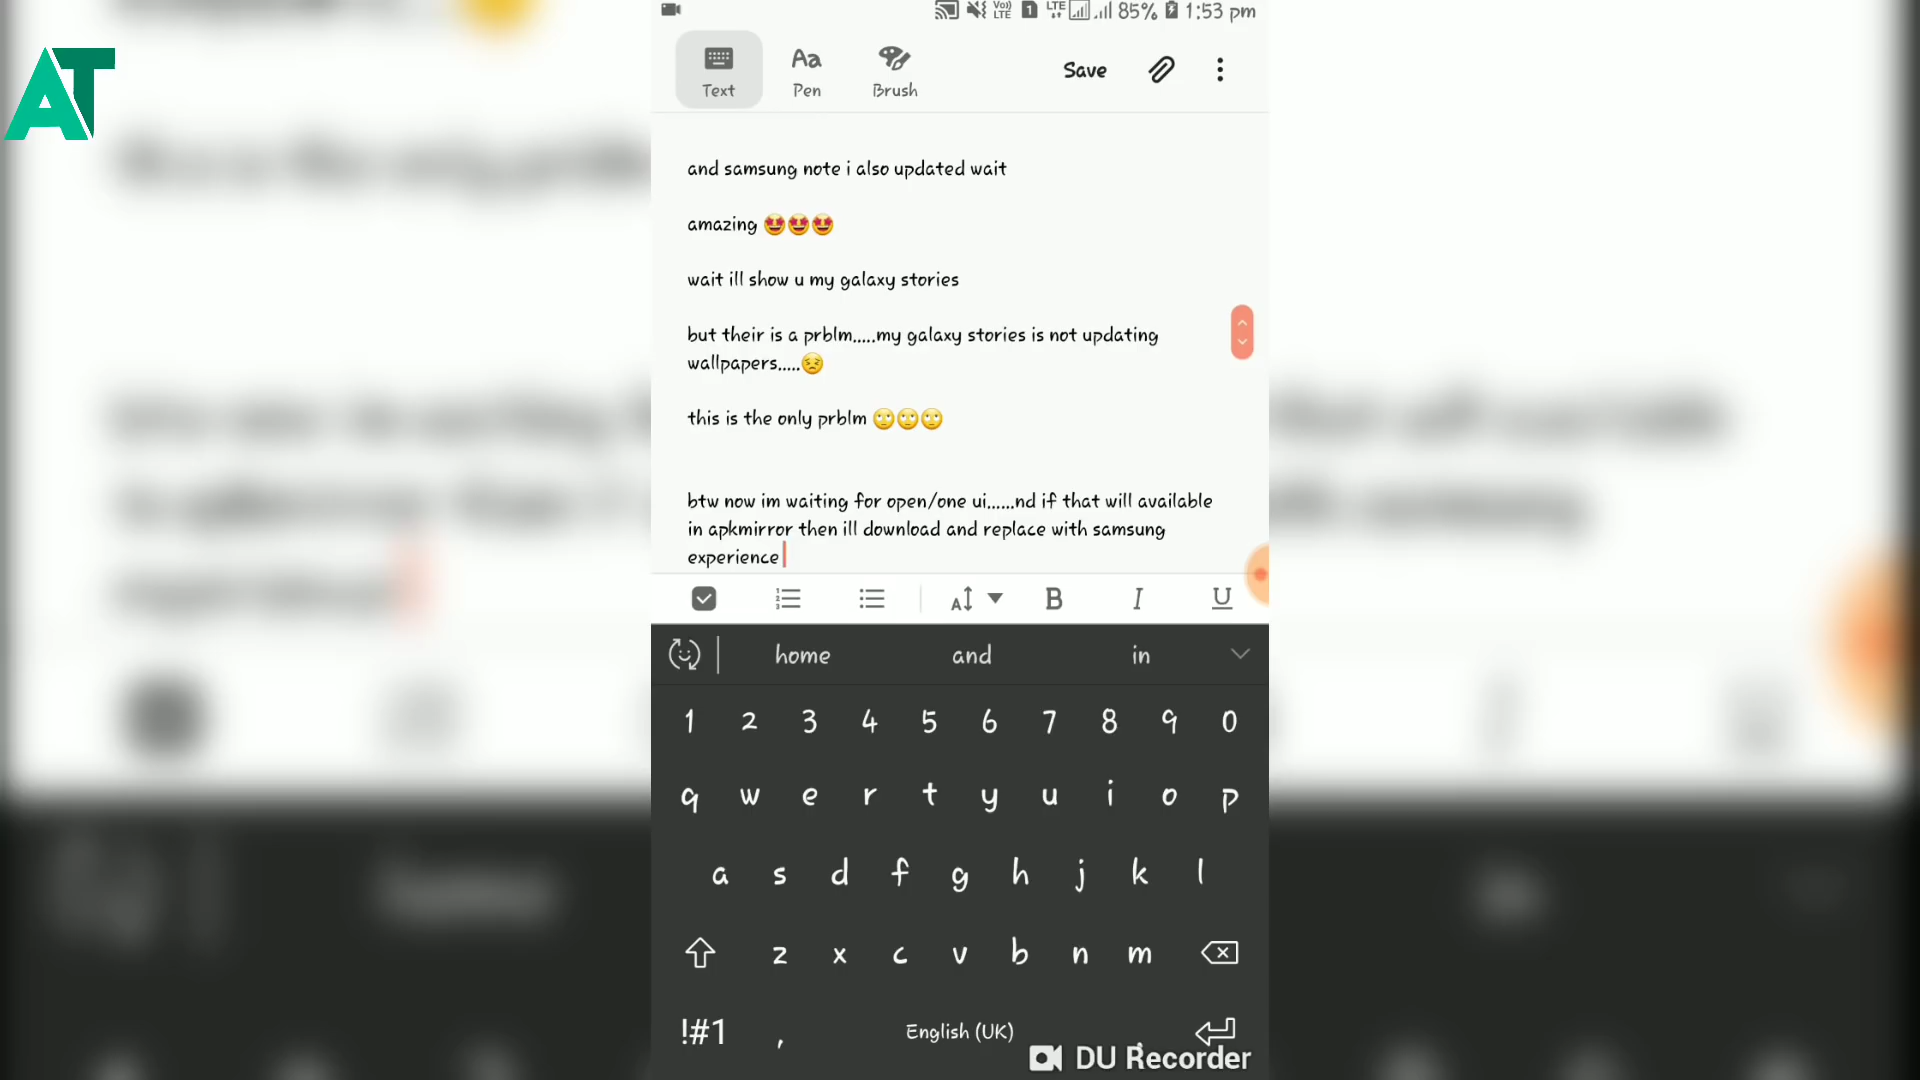 AT
VoLTE 1 LTE 85% 1:53 pm
Text Aa Pen Brush Save
and samsung note i also updated wait
amazing 🤩🤩🤩
wait ill show u my galaxy stories
but their is a prblm.....my galaxy stories is not updating
wallpapers.....😣
this is the only prblm 🙄🙄🙄
btw now im waiting for open/one ui......nd if that will available
in apkmirror then ill download and replace with samsung
experience
A B I U
home and in
1 2 3 4 5 6 7 8 9 0
q w e r t y u i o p
a s d f g h j k l
z x c v b n m
!#1 , English (UK)
DU Recorder